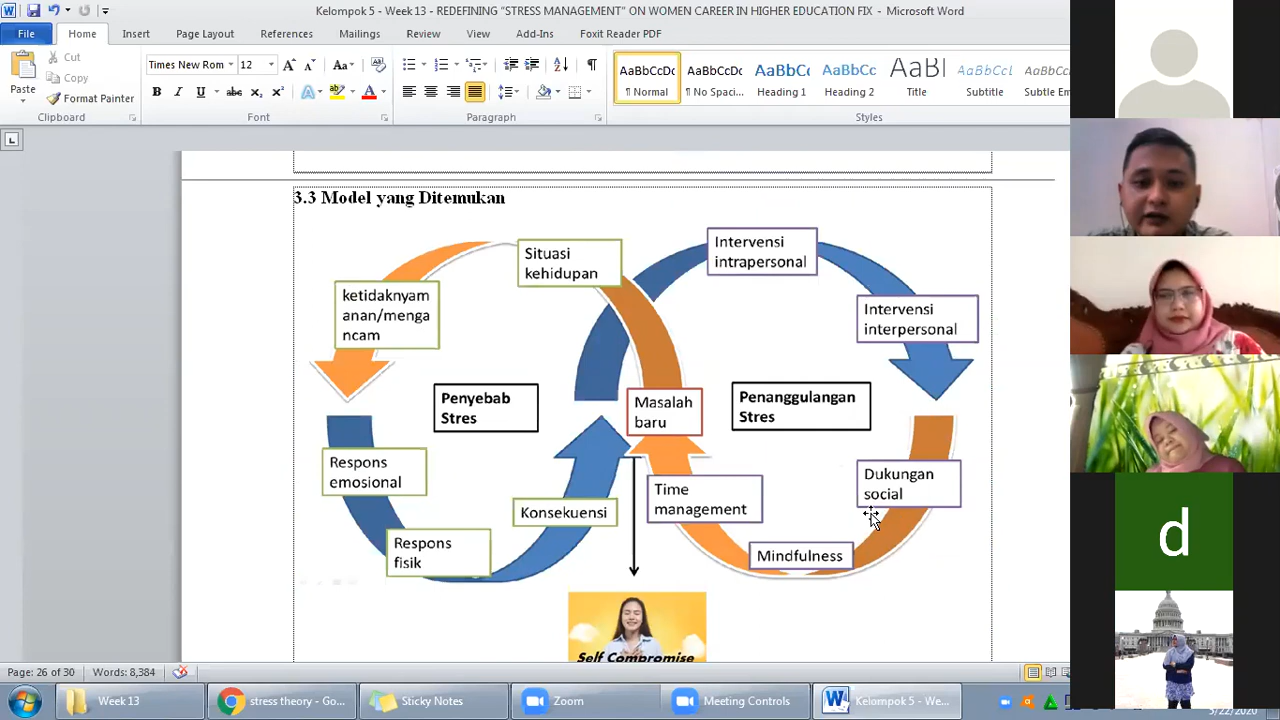 Kelompok 5 - Week 13 - REDEFINING "STRESS MANAGEMENT" ON WOMEN CAREER N HIGHER EDUCATION FIX - Microsoft Word
File Home Insert Page Layout References Mailings Review View Add-Ins Foxit Reader PDF
Paste
Cut
Copy
Format Painter
Clipboard
Times New Rom 12
Font
Paragraph
AaBbCcDc AaBbCcDc AaBbCc AaBbCc AaBl AaBbCcL
¶ Normal ¶ No Spaci... Heading 1 Heading 2 Title Subtitle Subtle Em
Styles
3.3 Model yang Ditemukan
Situasi
kehidupan
ketidaknyam
anan/menga
ncam
Penyebab
Stres
Respons
emosional
Respons
fisik
Konsekuensi
Intervensi
intrapersonal
Intervensi
interpersonal
Masalah
baru
Penanggulangan
Stres
Dukungan
social
Mindfulness
Time
management
Self Compromise
d
Page: 26 of 30 Words: 8,384
Week 13
stress theory - Go...
Sticky Notes
Zoom
Meeting Controls
Kelompok 5 - We...
5/22/2020